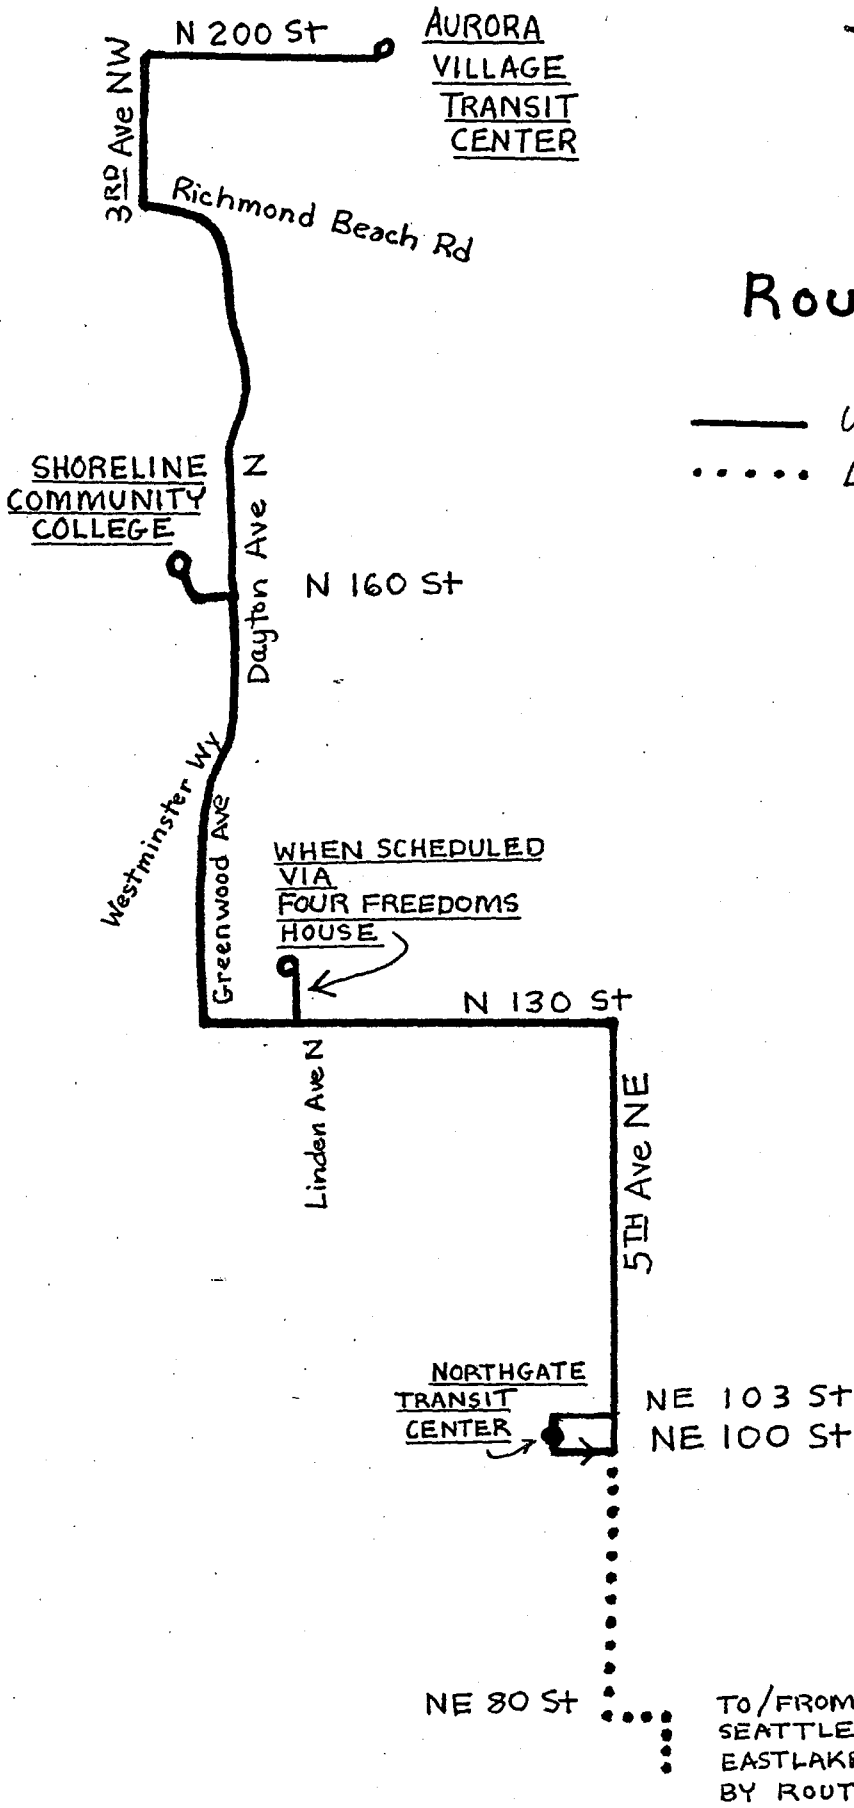 N 200 St
AURORA
VILLAGE
TRANSIT
CENTER
3RD Ave NW
Richmond Beach Rd
SHORELINE
COMMUNITY
COLLEGE
Dayton Ave N
N 160 St
Westminster Wy
Greenwood Ave
WHEN SCHEDULED
VIA
FOUR FREEDOMS
HOUSE
N 130 St
Linden Ave N
5TH Ave NE
NORTHGATE
TRANSIT
CENTER
NE 103 St
NE 100 St
NE 80 St
TO/FROM
SEATTLE
EASTLAKE
BY ROUT
Rou